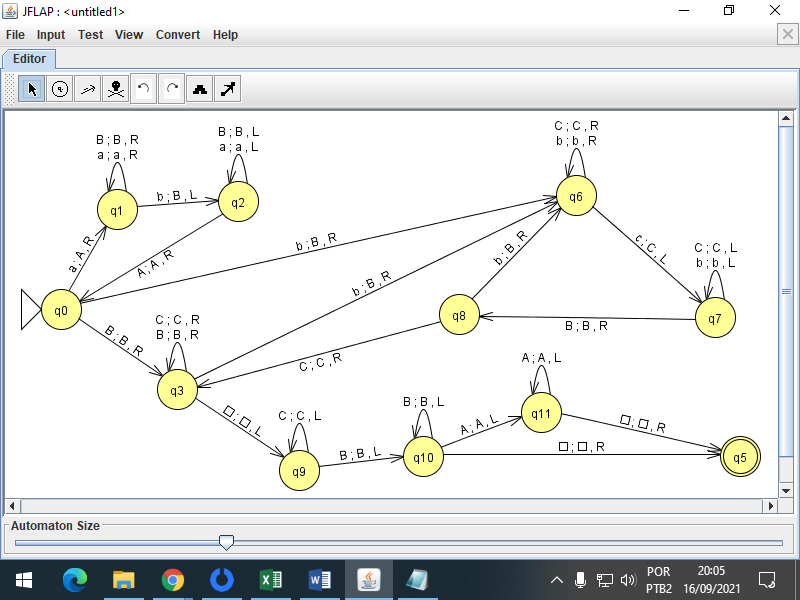 JFLAP : <untitled1>
File Input Test View Convert Help
Editor
B ; B , R
a ; a , R
B ; B , L
a ; a , L
C ; C , R
b ; b , R
q1
b ; B , L
q2
q6
a ; A , R
A ; A , R
b ; B , R
c ; C , L
C ; C , L
b ; b , L
q0
b ; B , R
b ; B , R
q8
B ; B , R
q7
B ; B , R
C ; C , R
B ; B , R
C ; C , R
q3
A ; A , L
□ ; □ , L
C ; C , L
B ; B , L
A ; A , L
q11
□ ; □ , R
q9
B ; B , L
q10
□ ; □ , R
q5
Automaton Size
POR
PTB2
20:05
16/09/2021